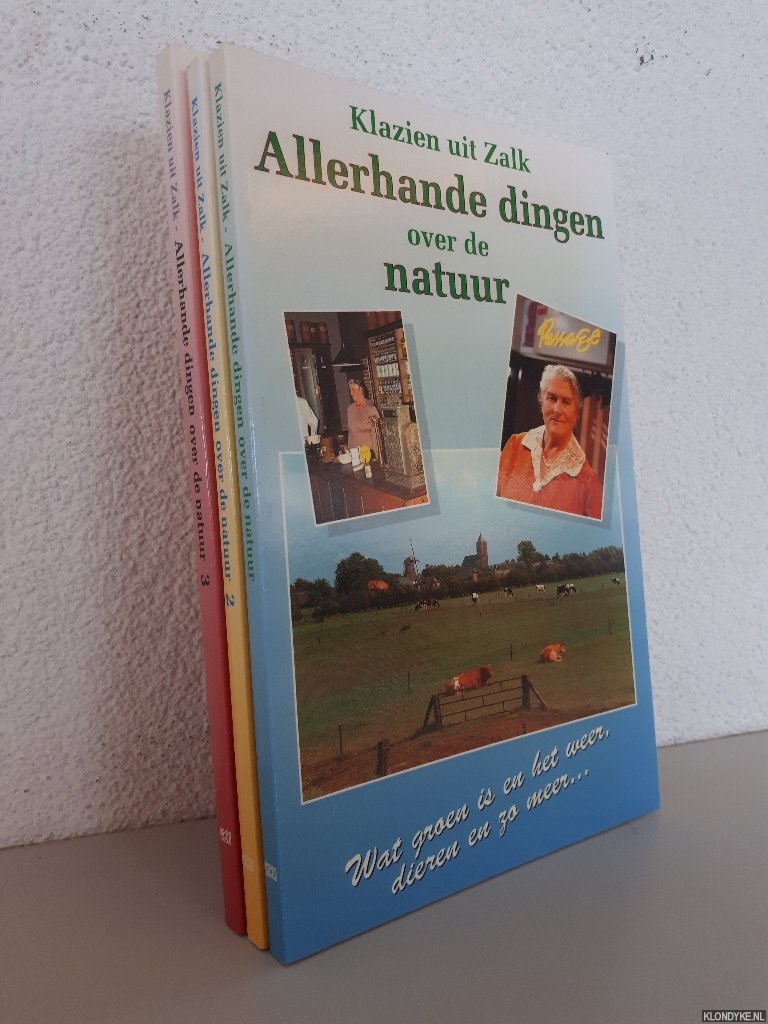 Klazien uit Zalk
Allerhande dingen
over de
natuur
Passage
Wat groen is en het weer,
dieren en zo meer...
Klazien uit Zalk - Allerhande dingen over de natuur 3
Klazien uit Zalk - Allerhande dingen over de natuur 2
Klazien uit Zalk - Allerhande dingen over de natuur
KLONDYKE.NL